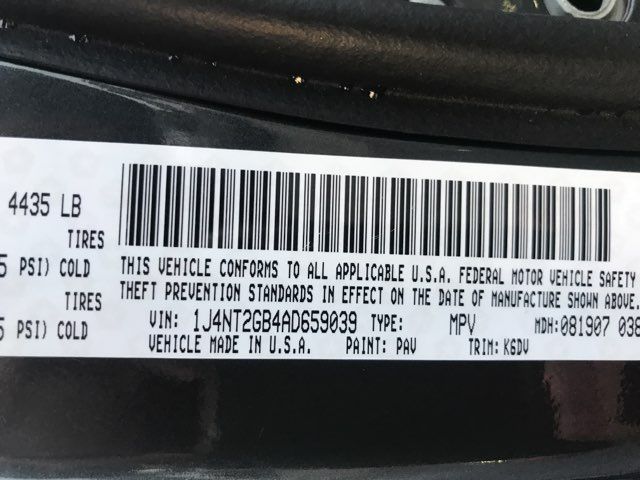 4435 LB
TIRES
5 PSI) COLD
TIRES
5 PSI) COLD
THIS VEHICLE CONFORMS TO ALL APPLICABLE U.S.A. FEDERAL MOTOR VEHICLE SAFETY
THEFT PREVENTION STANDARDS IN EFFECT ON THE DATE OF MANUFACTURE SHOWN ABOVE.
VIN: 1J4NT2GB4AD659039 TYPE: MPV MDH:081907 038
VEHICLE MADE IN U.S.A. PAINT: PAV TRIM: K6DV